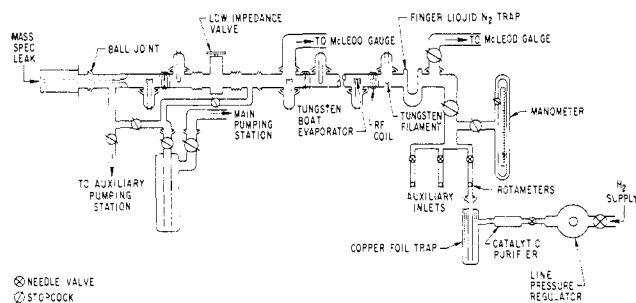 LOW IMPEDANCE
VALVE
FINGER LIQUID N2 TRAP
MASS
SPEC
LEAK
BALL JOINT
TO McLEOD GAUGE
TO McLEOD GAUGE
MAIN
PUMPING
STATION
TUNGSTEN
BOAT
EVAPORATOR
RF
COIL
TUNGSTEN
FILAMENT
MANOMETER
TO AUXILIARY
PUMPING
STATION
AUXILIARY
INLETS
ROTAMETERS
H2
SUPPLY
COPPER FOIL TRAP
CATALYTIC
PURIFIER
LINE
PRESSURE
REGULATOR
NEEDLE VALVE
STOPCOCK